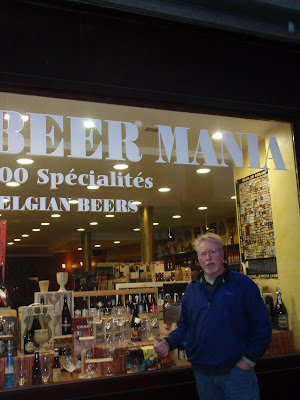 BEER MANIA
00 Spécialités
ELGIAN BEERS